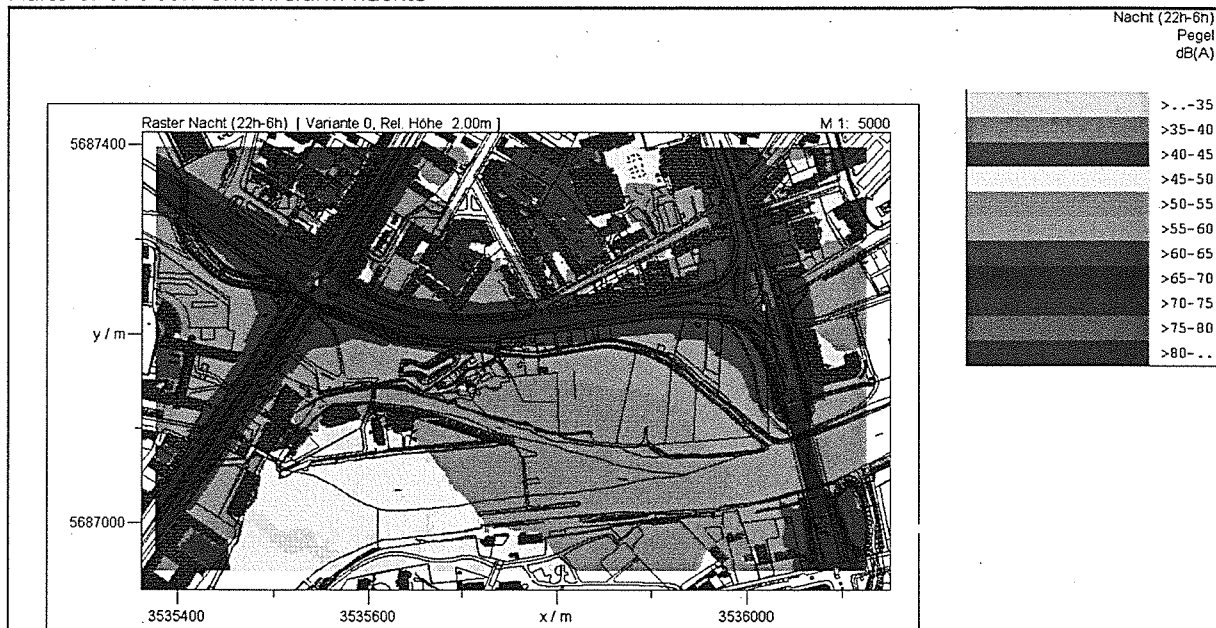 Nacht (22h-6h)
Pegel
dB(A)
Raster Nacht (22h-6h) [ Variante 0, Rel. Höhe 2.00m ]
M 1: 5000
>..-35
>35-40
>40-45
>45-50
>50-55
>55-60
>60-65
>65-70
>70-75
>75-80
>80-..
5687400
y / m
5687000
3535400
3535600
x / m
3536000